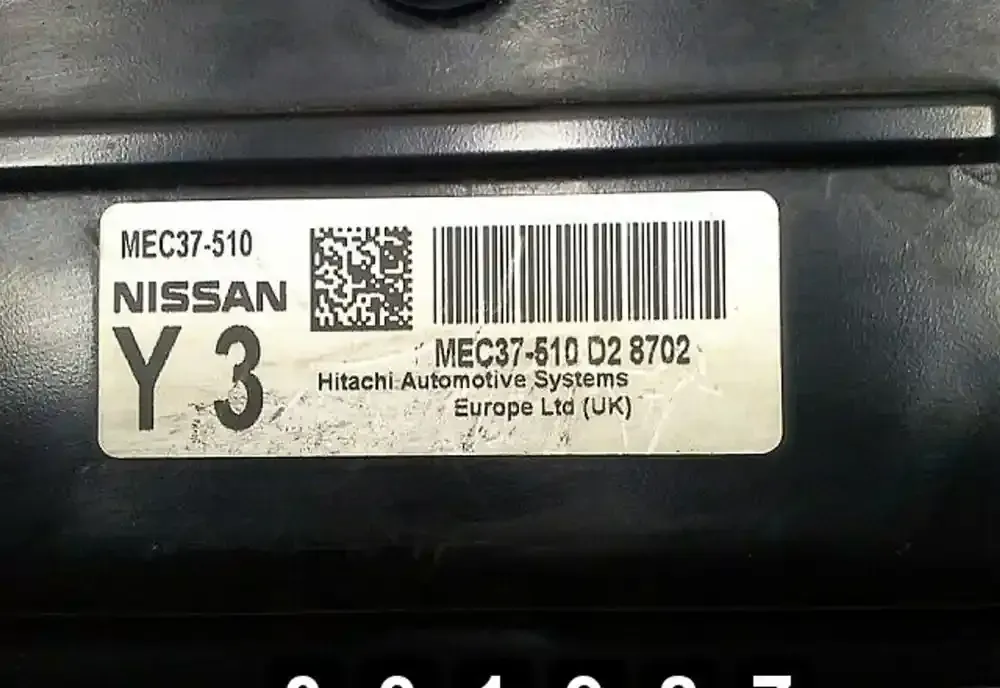 MEC37-510
NISSAN
Y 3
MEC37-510 D2 8702
Hitachi Automotive Systems
Europe Ltd (UK)